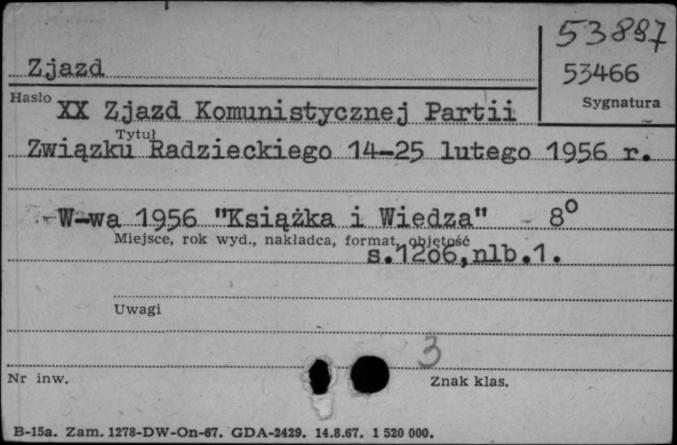 53887
Zjazd
53466
Hasło
Sygnatura
XX Zjazd Komunistycznej Partii
Tytuł
Związku Radzieckiego 14-25 lutego 1956 r.
W-wa 1956 "Książka i Wiedza" 8°
Miejsce, rok wyd., nakładca, format, objętość
s.12o6,nlb.1.
Uwagi
3
Nr inw.
Znak klas.
B-15a. Zam. 1278-DW-On-67. GDA-2429. 14.8.67. 1 520 000.